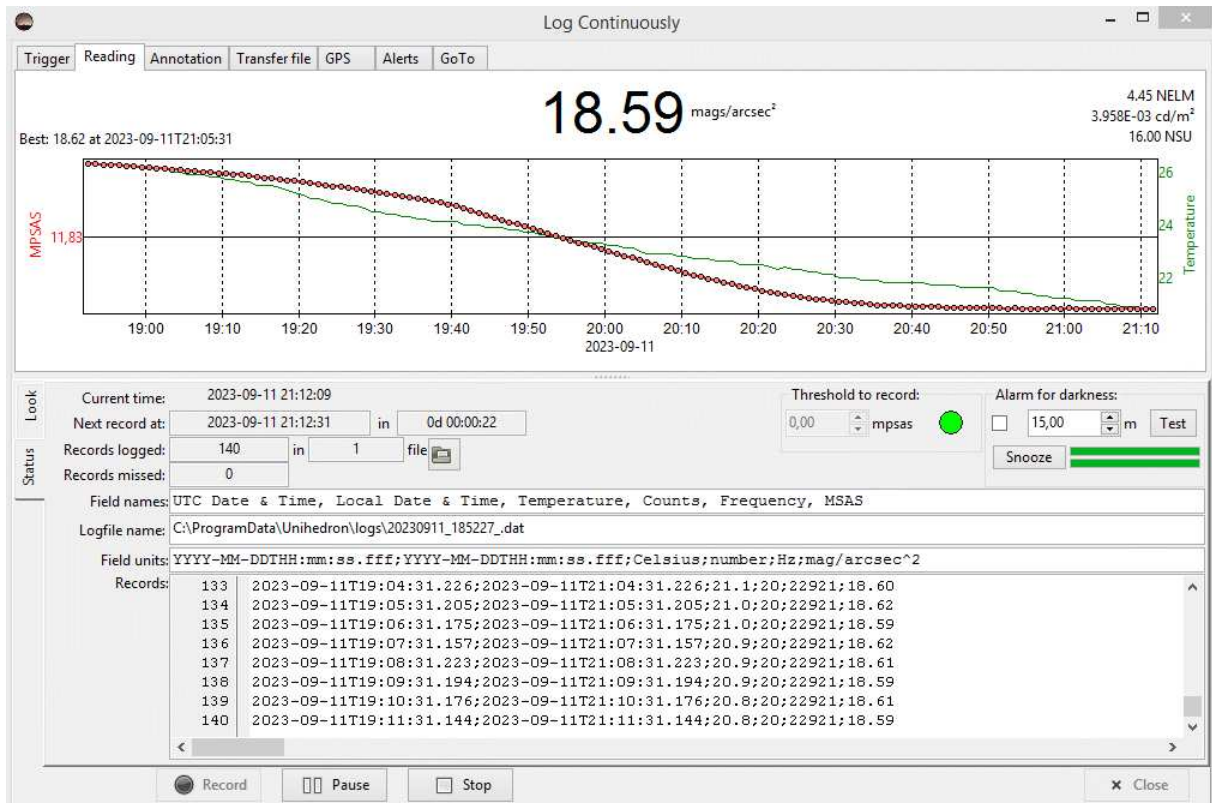 Log Continuously
Trigger Reading Annotation Transfer file GPS Alerts GoTo
18.59 mags/arcsec²
4.45 NELM
3.958E-03 cd/m²
16.00 NSU
Best: 18.62 at 2023-09-11T21:05:31
MPSAS
11,83
26
24
22
Temperature
19:00 19:10 19:20 19:30 19:40 19:50 20:00 20:10 20:20 20:30 20:40 20:50 21:00 21:10
2023-09-11
Look
Status
Current time: 2023-09-11 21:12:09
Next record at: 2023-09-11 21:12:31 in 0d 00:00:22
Records logged: 140 in 1 file
Records missed: 0
Threshold to record:
0,00 mpsas
Alarm for darkness:
15,00 m Test
Snooze
Field names: UTC Date & Time, Local Date & Time, Temperature, Counts, Frequency, MSAS
Logfile name: C:\ProgramData\Unihedron\logs\20230911_185227_.dat
Field units: YYYY-MM-DDTHH:mm:ss.fff;YYYY-MM-DDTHH:mm:ss.fff;Celsius;number;Hz;mag/arcsec^2
Records:
133 2023-09-11T19:04:31.226;2023-09-11T21:04:31.226;21.1;20;22921;18.60
134 2023-09-11T19:05:31.205;2023-09-11T21:05:31.205;21.0;20;22921;18.62
135 2023-09-11T19:06:31.175;2023-09-11T21:06:31.175;21.0;20;22921;18.59
136 2023-09-11T19:07:31.157;2023-09-11T21:07:31.157;20.9;20;22921;18.62
137 2023-09-11T19:08:31.223;2023-09-11T21:08:31.223;20.9;20;22921;18.61
138 2023-09-11T19:09:31.194;2023-09-11T21:09:31.194;20.9;20;22921;18.59
139 2023-09-11T19:10:31.176;2023-09-11T21:10:31.176;20.8;20;22921;18.61
140 2023-09-11T19:11:31.144;2023-09-11T21:11:31.144;20.8;20;22921;18.59
Record Pause Stop Close